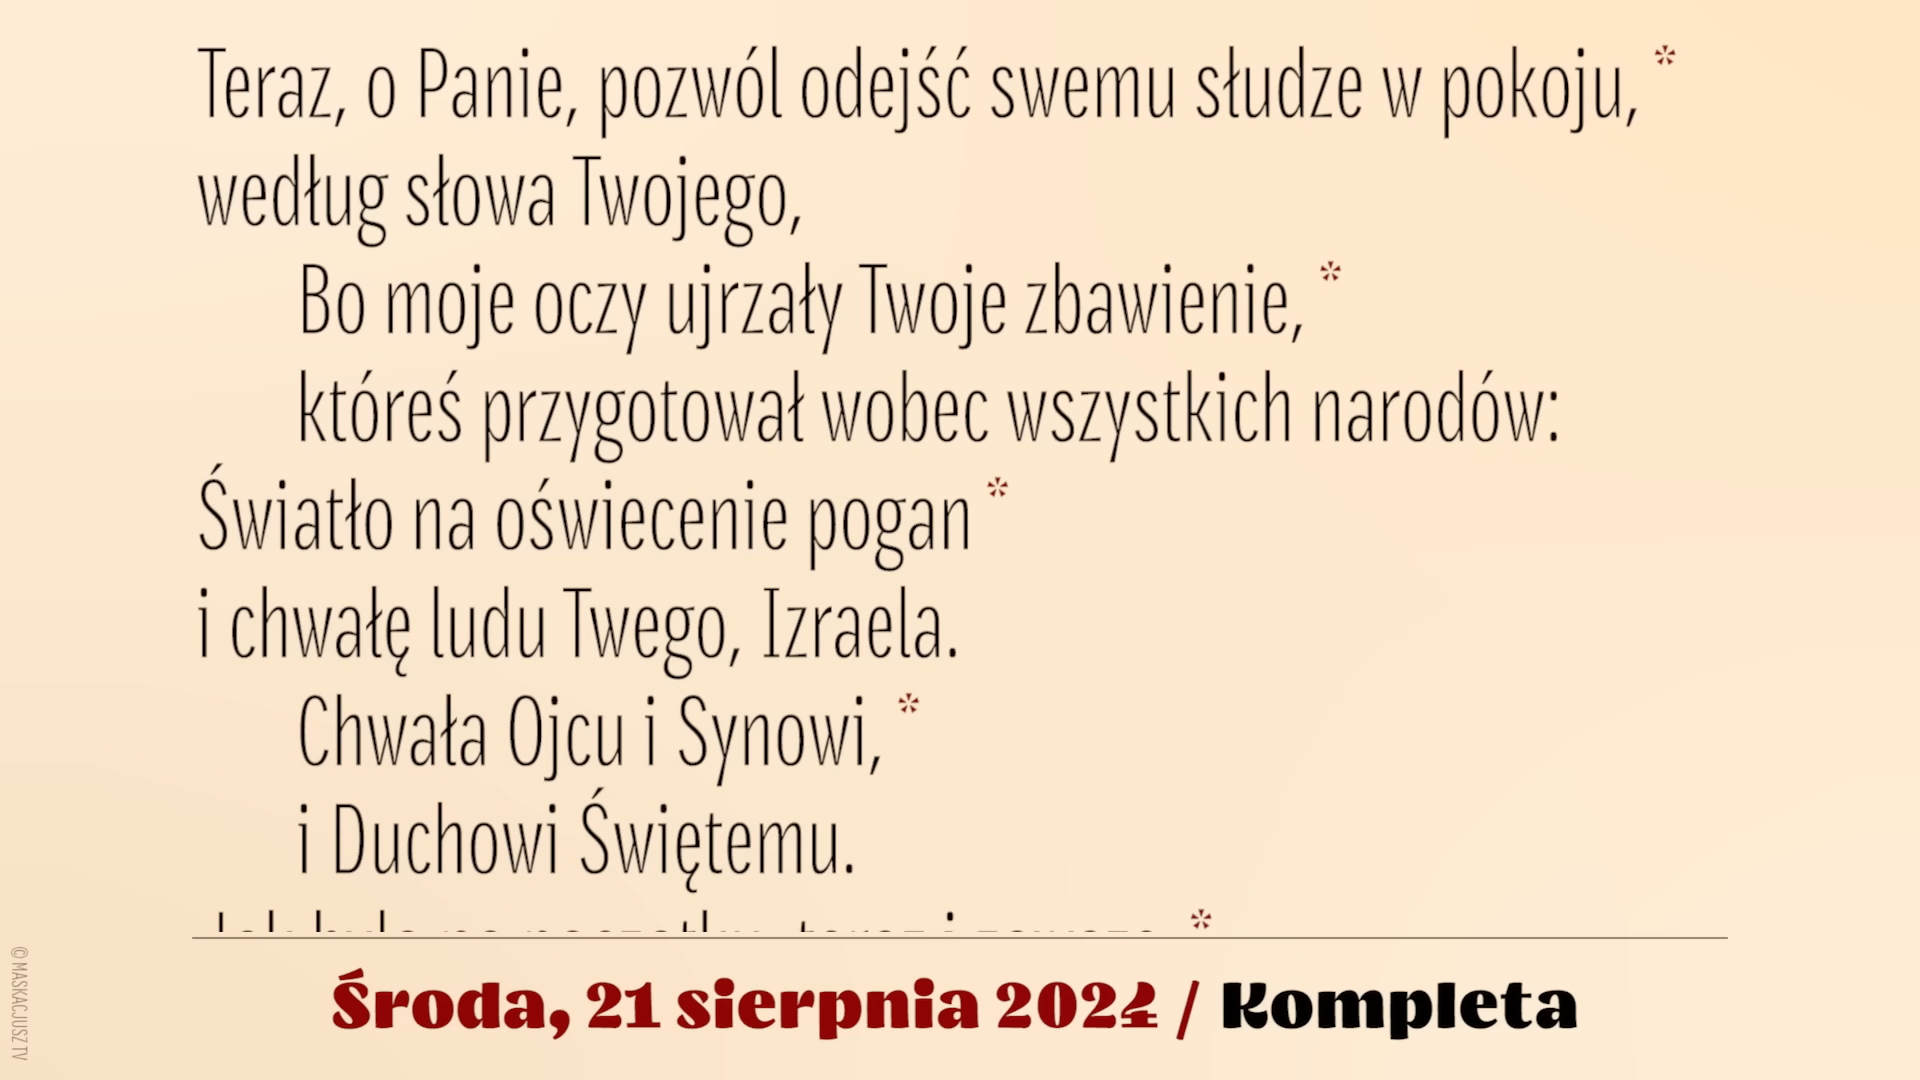 Teraz, o Panie, pozwól odejść swemu słudze w pokoju, *
według słowa Twojego,
Bo moje oczy ujrzały Twoje zbawienie, *
któreś przygotował wobec wszystkich narodów:
Światło na oświecenie pogan *
i chwałę ludu Twego, Izraela.
Chwała Ojcu i Synowi, *
i Duchowi Świętemu.
*
Środa, 21 sierpnia 2024 / Kompleta
© MASKACJUSZ TV